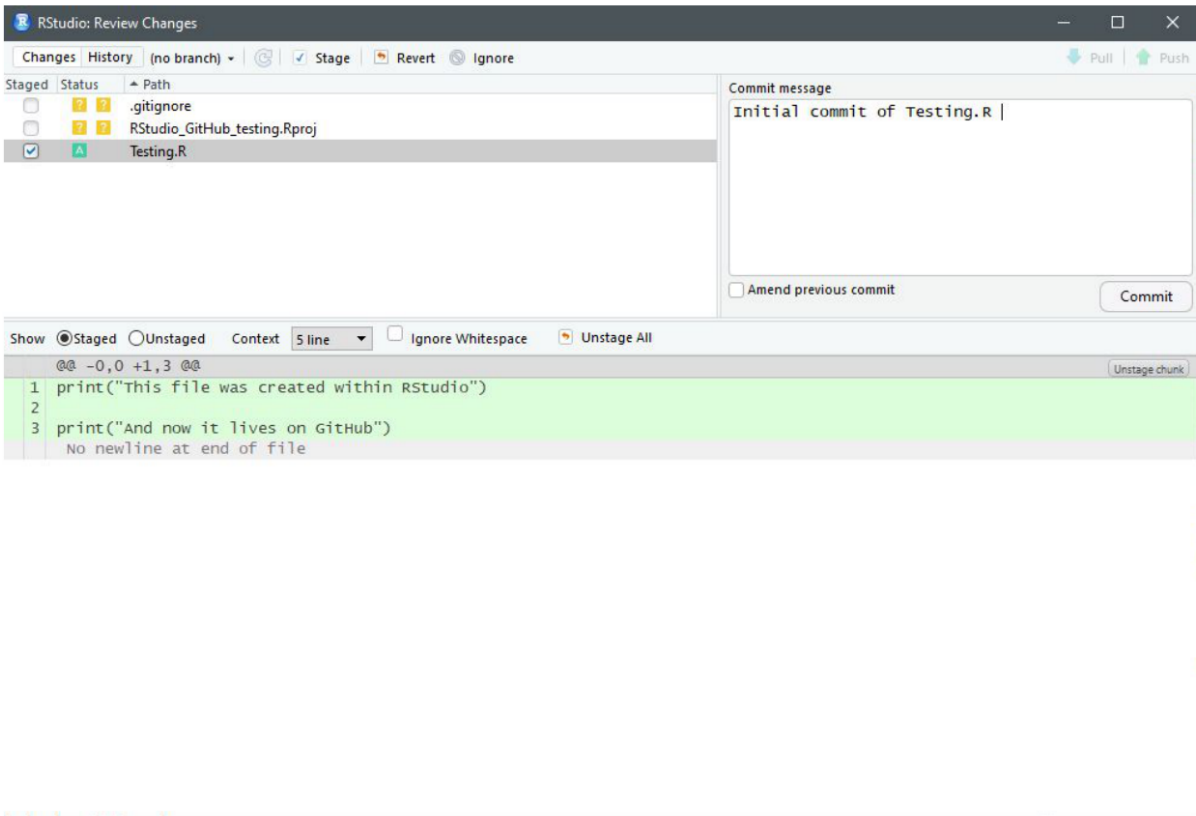 RStudio: Review Changes
Changes History (no branch) Stage Revert Ignore Pull Push
Staged Status Path
? ? .gitignore
? ? RStudio_GitHub_testing.Rproj
A Testing.R
Commit message
Initial commit of Testing.R
Amend previous commit
Commit
Show Staged Unstaged Context 5 line Ignore Whitespace Unstage All
@@ -0,0 +1,3 @@ Unstage chunk
1 print("This file was created within RStudio")
2
3 print("And now it lives on GitHub")
No newline at end of file